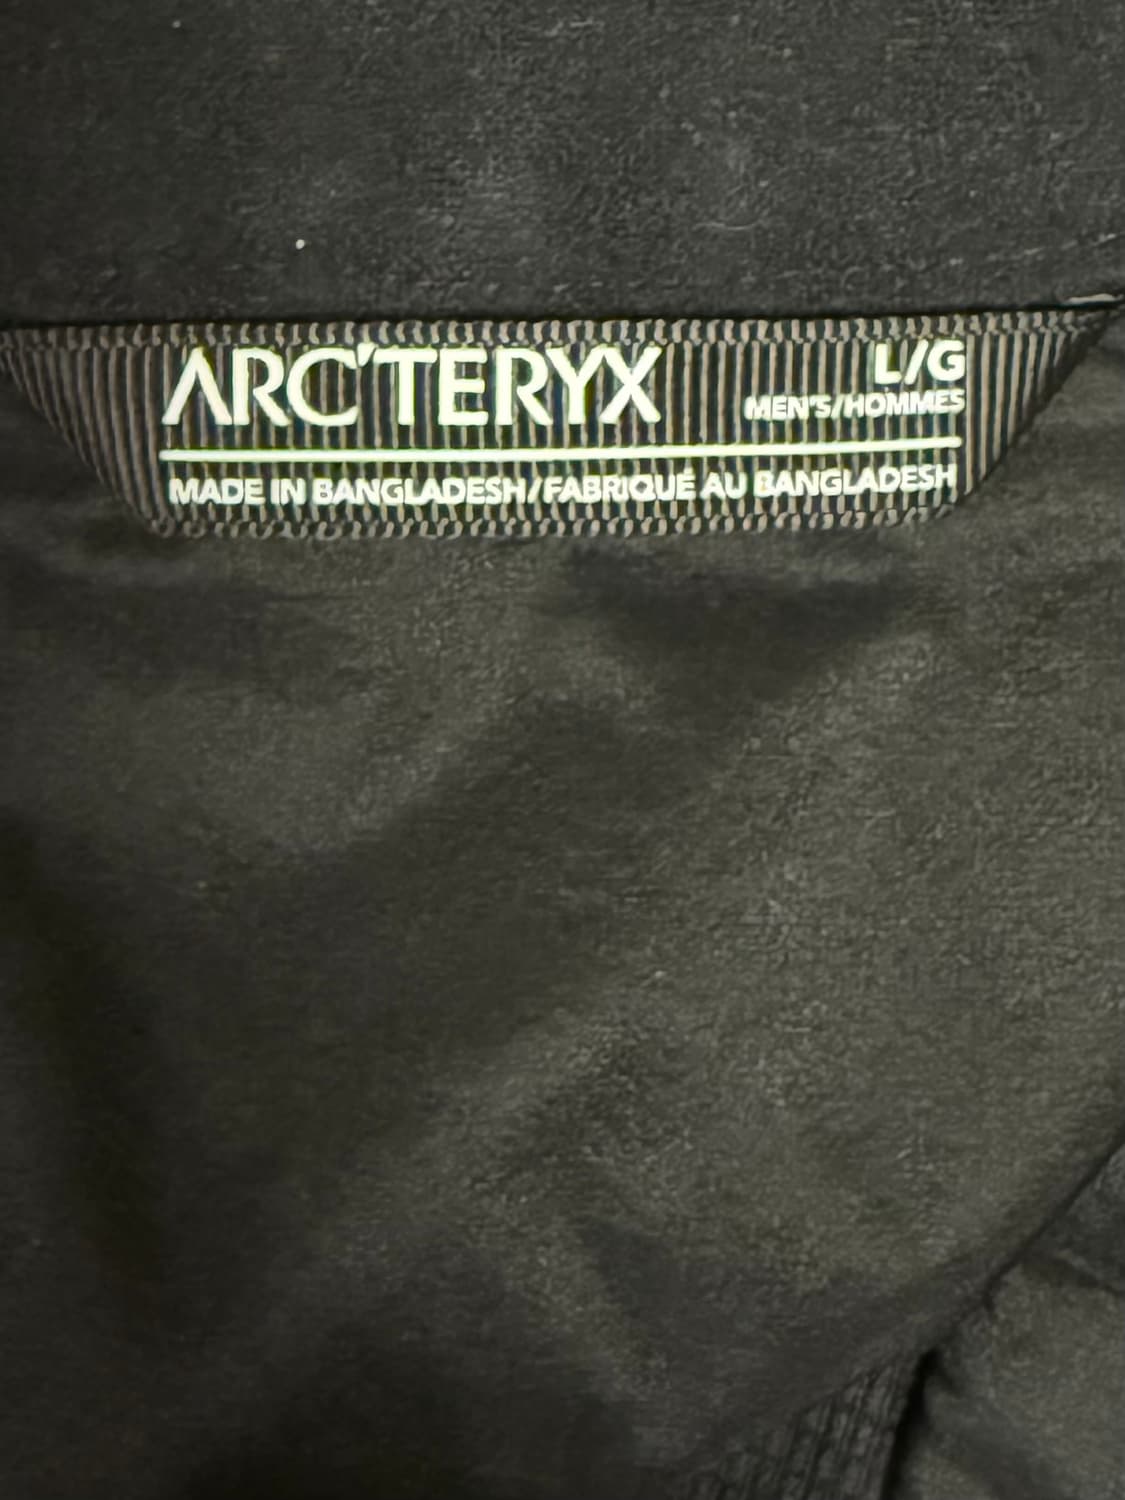 ARC'TERYX L/G
MEN'S/HOMMES
MADE IN BANGLADESH/FABRIQUÉ AU BANGLADESH